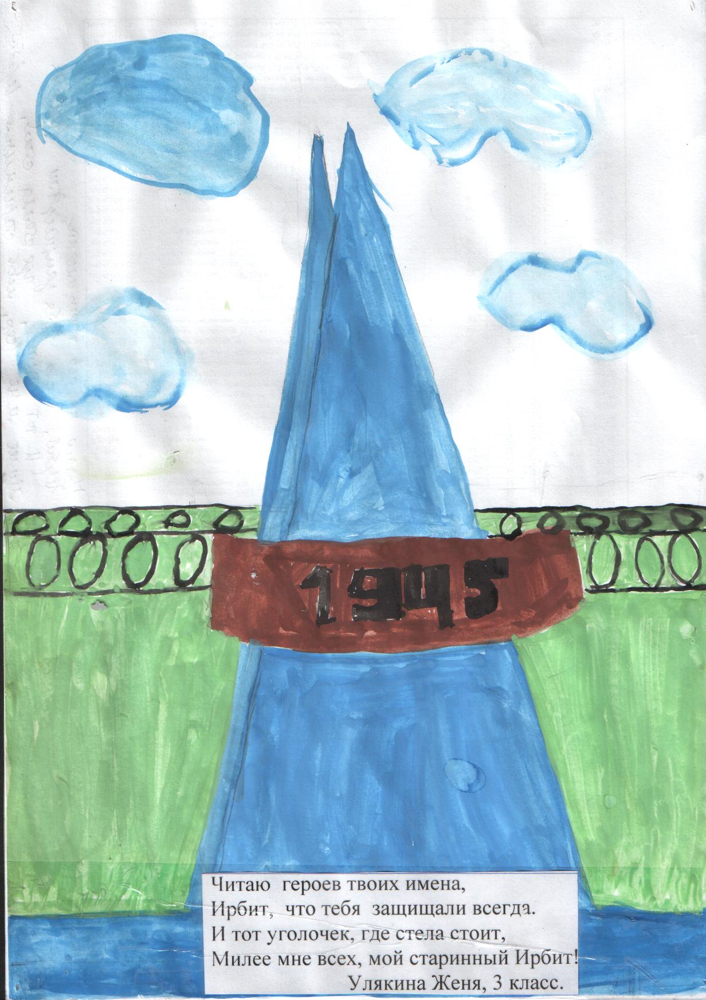 1945
Читаю героев твоих имена,
Ирбит, что тебя защищали всегда.
И тот уголочек, где стела стоит,
Милее мне всех, мой старинный Ирбит!
Улякина Женя, 3 класс.